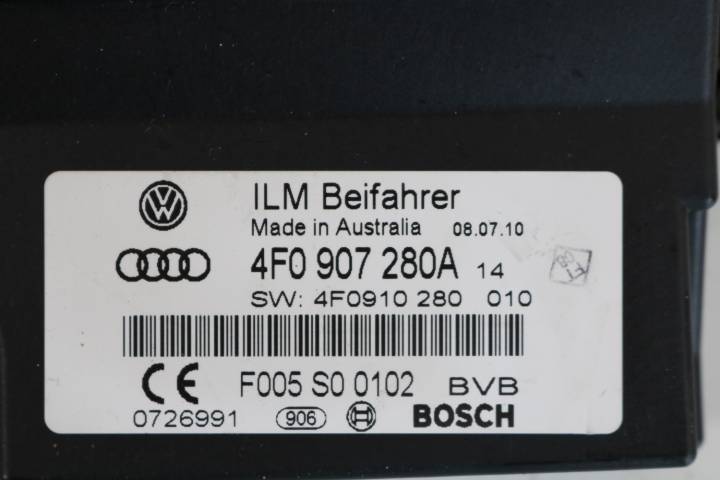 ILM Beifahrer
Made in Australia 08.07.10
4F0 907 280A 14
SW: 4F0910 280 010
CE F005 S0 0102 BVB
0726991 906 BOSCH